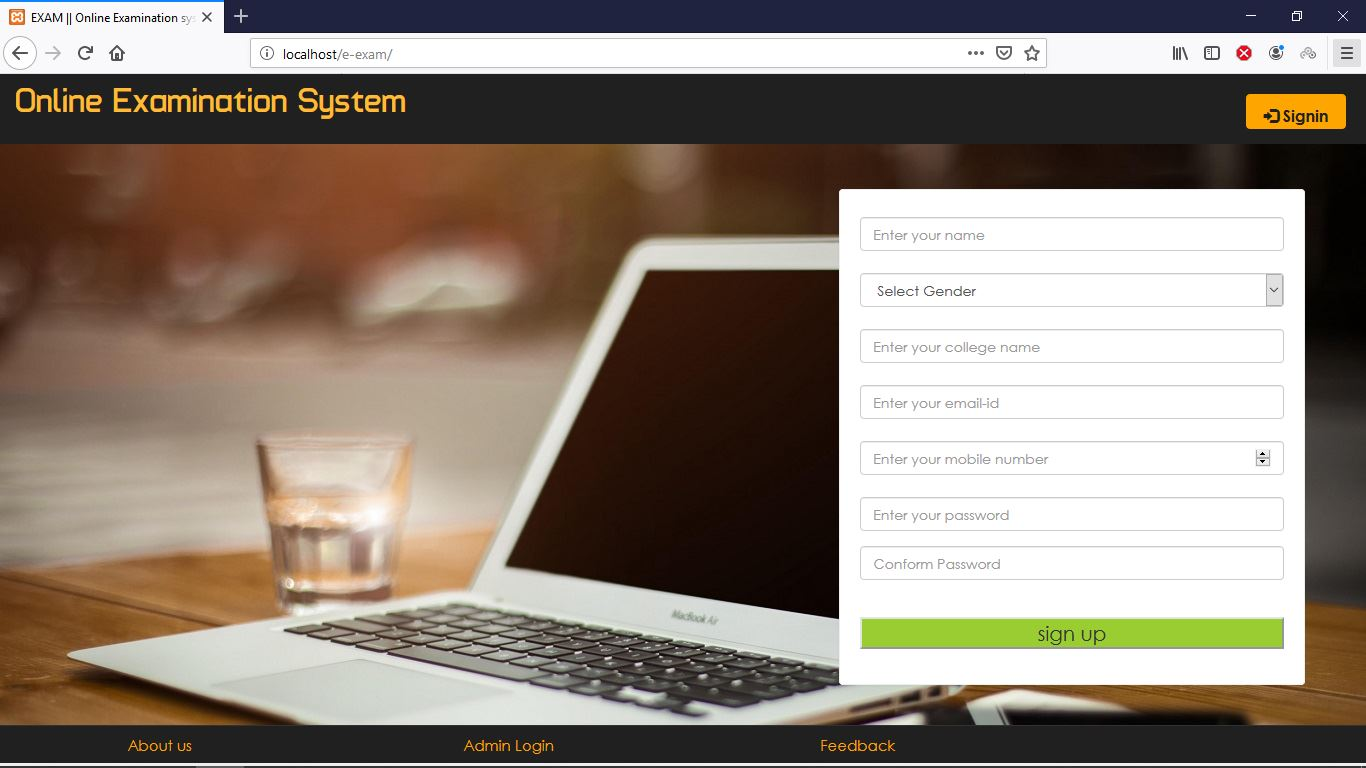 EXAM || Online Examination sys
localhost/e-exam/
Online Examination System
Signin
Enter your name
Select Gender
Enter your college name
Enter your email-id
Enter your mobile number
Enter your password
Conform Password
sign up
MacBook Air
About us
Admin Login
Feedback